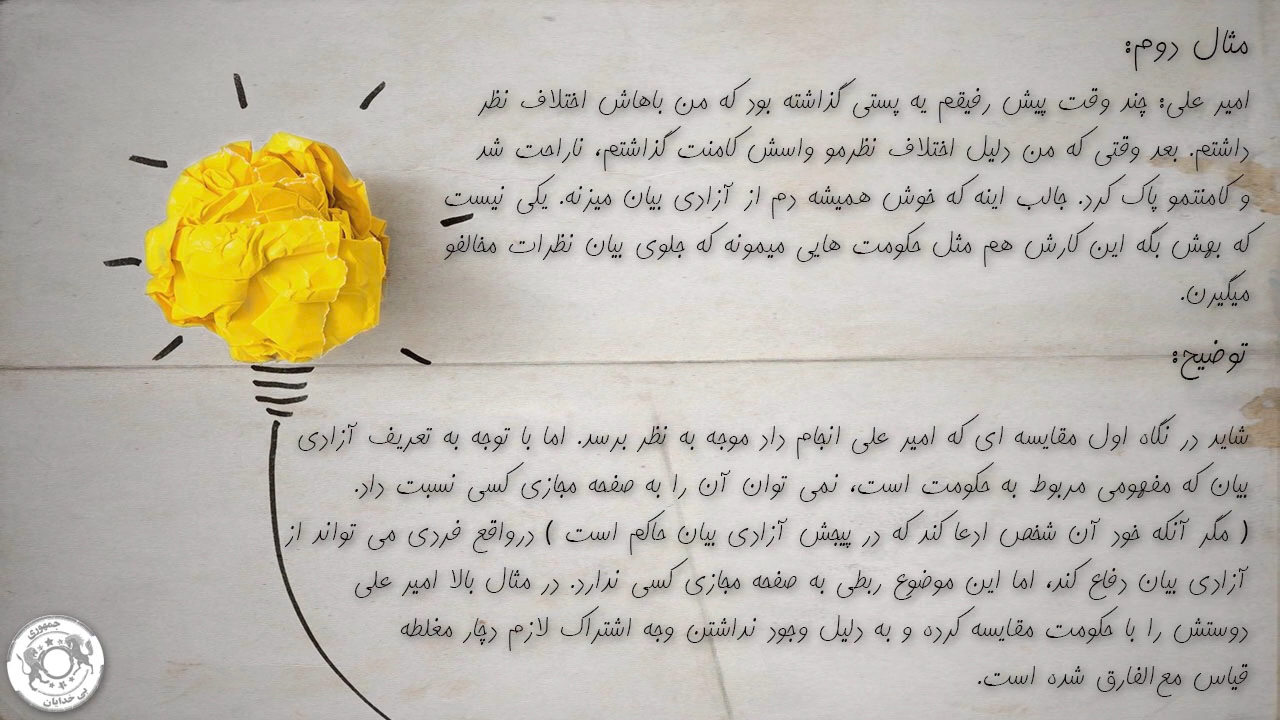 مثال دوم:
امیر علی: چند وقت پیش رفیقم یه پستی گذاشته بود که من باهاش اختلاف نظر
داشتم. بعد وقتی که من دلیل اختلاف نظرمو واسش کامنت گذاشتم، ناراحت شد
و کامنتمو پاک کرد. جالب اینه که خوش همیشه دم از آزادی بیان میزنه. یکی نیست
که بهش بگه این کارش هم مثل حکومت هایی میمونه که جلوی بیان نظرات مخالفو
میگیرن.
توضیح:
شاید در نگاه اول مقایسه ای که امیر علی انجام داد موجه به نظر برسد. اما با توجه به تعریف آزادی
بیان که مفهومی مربوط به حکومت است، نمی توان آن را به صفحه مجازی کسی نسبت داد.
( مگر آنکه خود آن شخص ادعا کند که در پیجش آزادی بیان حاکم است ) درواقع فردی می تواند از
آزادی بیان دفاع کند، اما این موضوع ربطی به صفحه مجازی کسی ندارد. در مثال بالا امیر علی
دوستش را با حکومت مقایسه کرده و به دلیل وجود نداشتن وجه اشتراک لازم دچار مغلطه
قیاس مع الفارق شده است.
جمهوری
بی خدایان